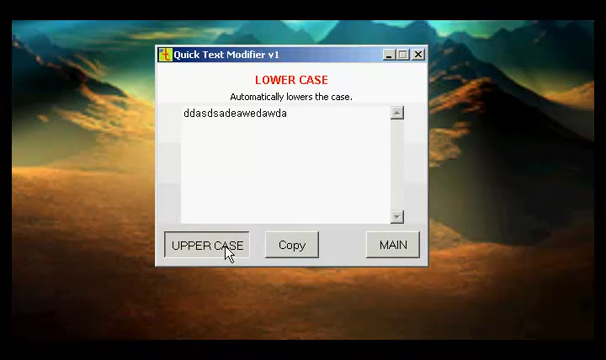 Quick Text Modifier v1
LOWER CASE
Automatically lowers the case.
ddasdsadeawedawda
UPPER CASE
Copy
MAIN